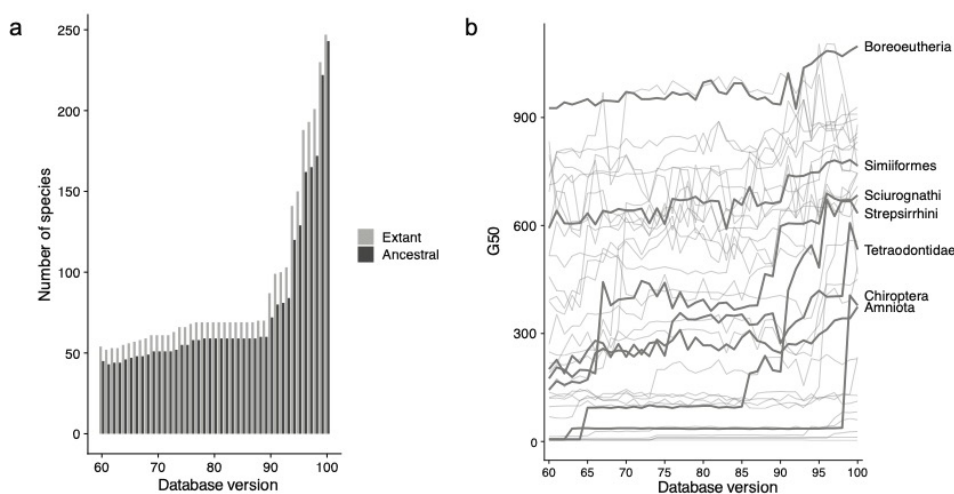 a
250
200
150
100
50
0
Number of species
60 70 80 90 100
Database version
Extant
Ancestral
b
900
600
300
0
G50
60 65 70 75 80 85 90 95 100
Database version
Boreoeutheria
Simiiformes
Sciurognathi
Strepsirrhini
Tetraodontidae
Chiroptera
Amniota